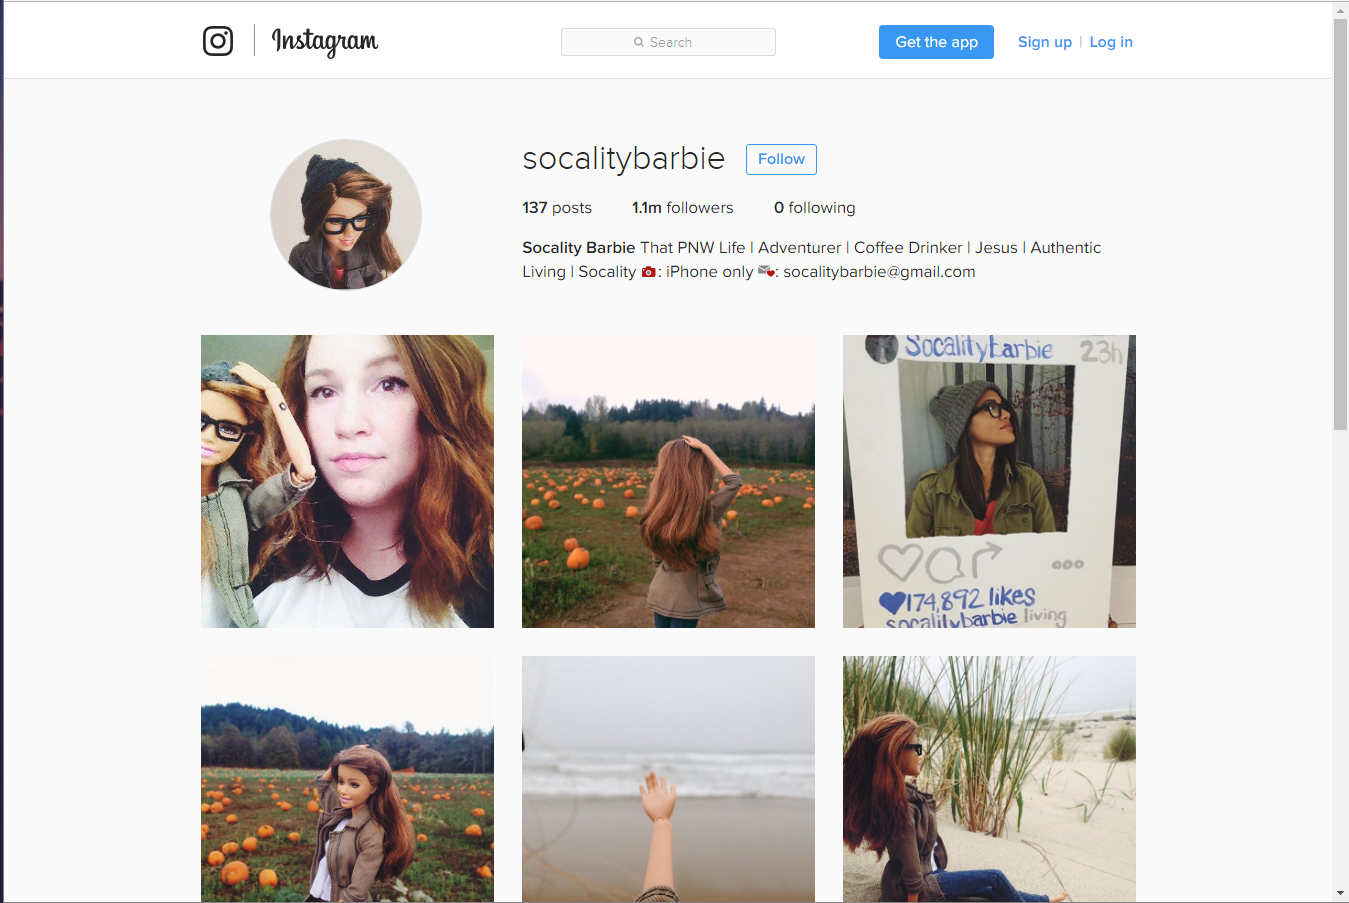 Instagram
Search
Get the app
Sign up | Log in
socalitybarbie
Follow
137 posts 1.1m followers 0 following
Socality Barbie That PNW Life | Adventurer | Coffee Drinker | Jesus | Authentic
Living | Socality 📷: iPhone only 💌: socalitybarbie@gmail.com
Socalitybarbie 23h
174,892 likes
socalitybarbie living